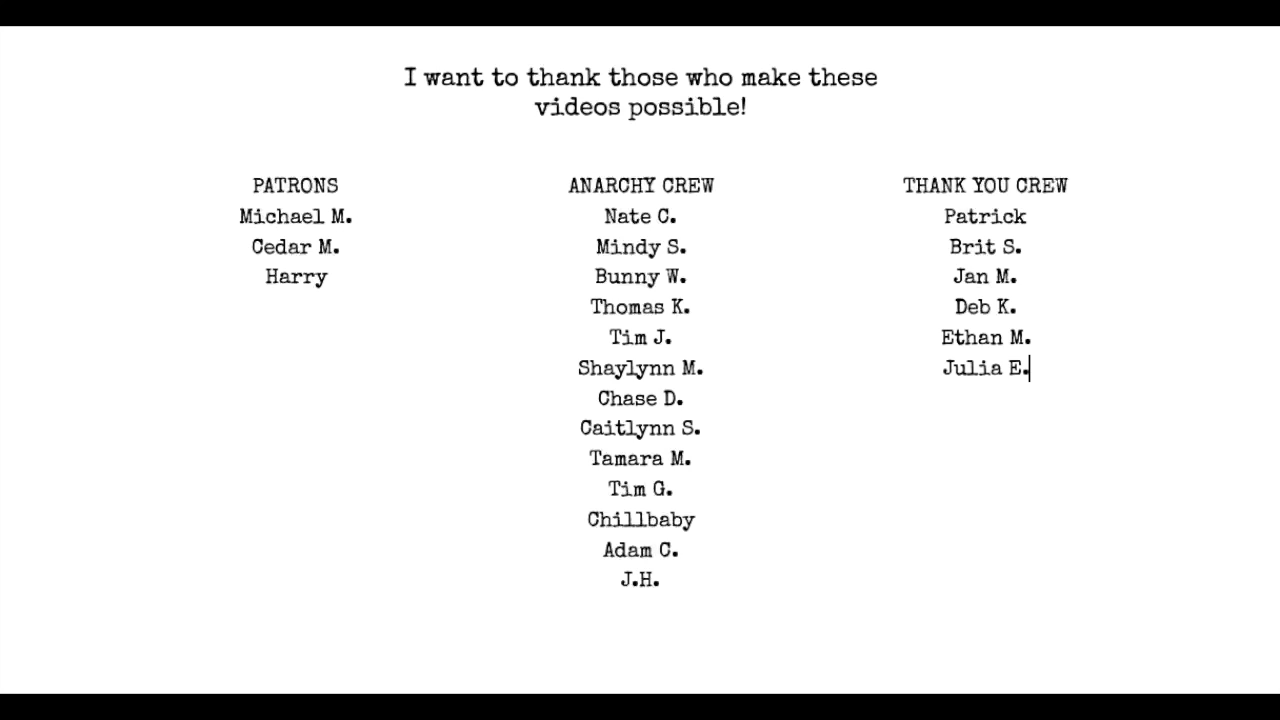 I want to thank those who make these
videos possible!
PATRONS
Michael M.
Cedar M.
Harry
ANARCHY CREW
Nate C.
Mindy S.
Bunny W.
Thomas K.
Tim J.
Shaylynn M.
Chase D.
Caitlynn S.
Tamara M.
Tim G.
Chillbaby
Adam C.
J.H.
THANK YOU CREW
Patrick
Brit S.
Jan M.
Deb K.
Ethan M.
Julia E.